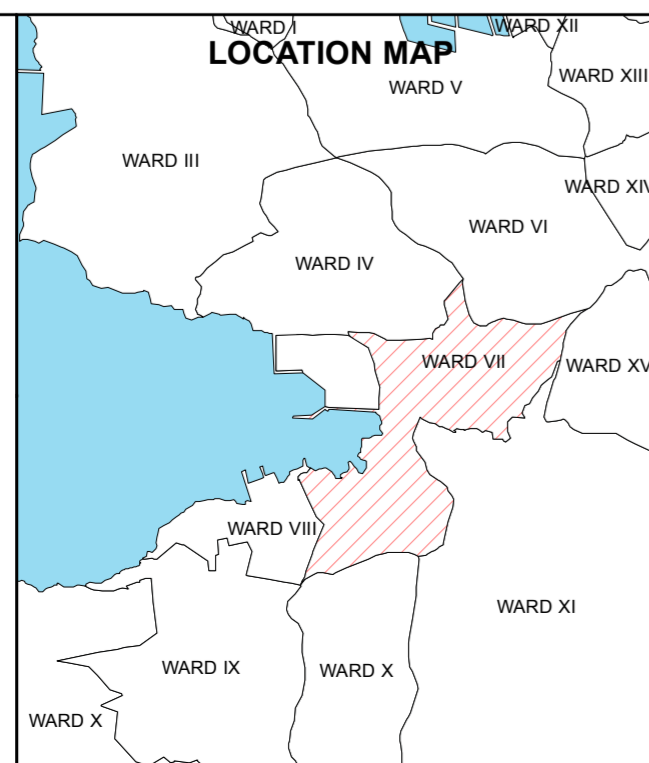 WARD I
WARD XII
LOCATION MAP
WARD V
WARD XIII
WARD III
WARD XIV
WARD VI
WARD IV
WARD VII
WARD XV
WARD VIII
WARD XI
WARD IX
WARD X
WARD X